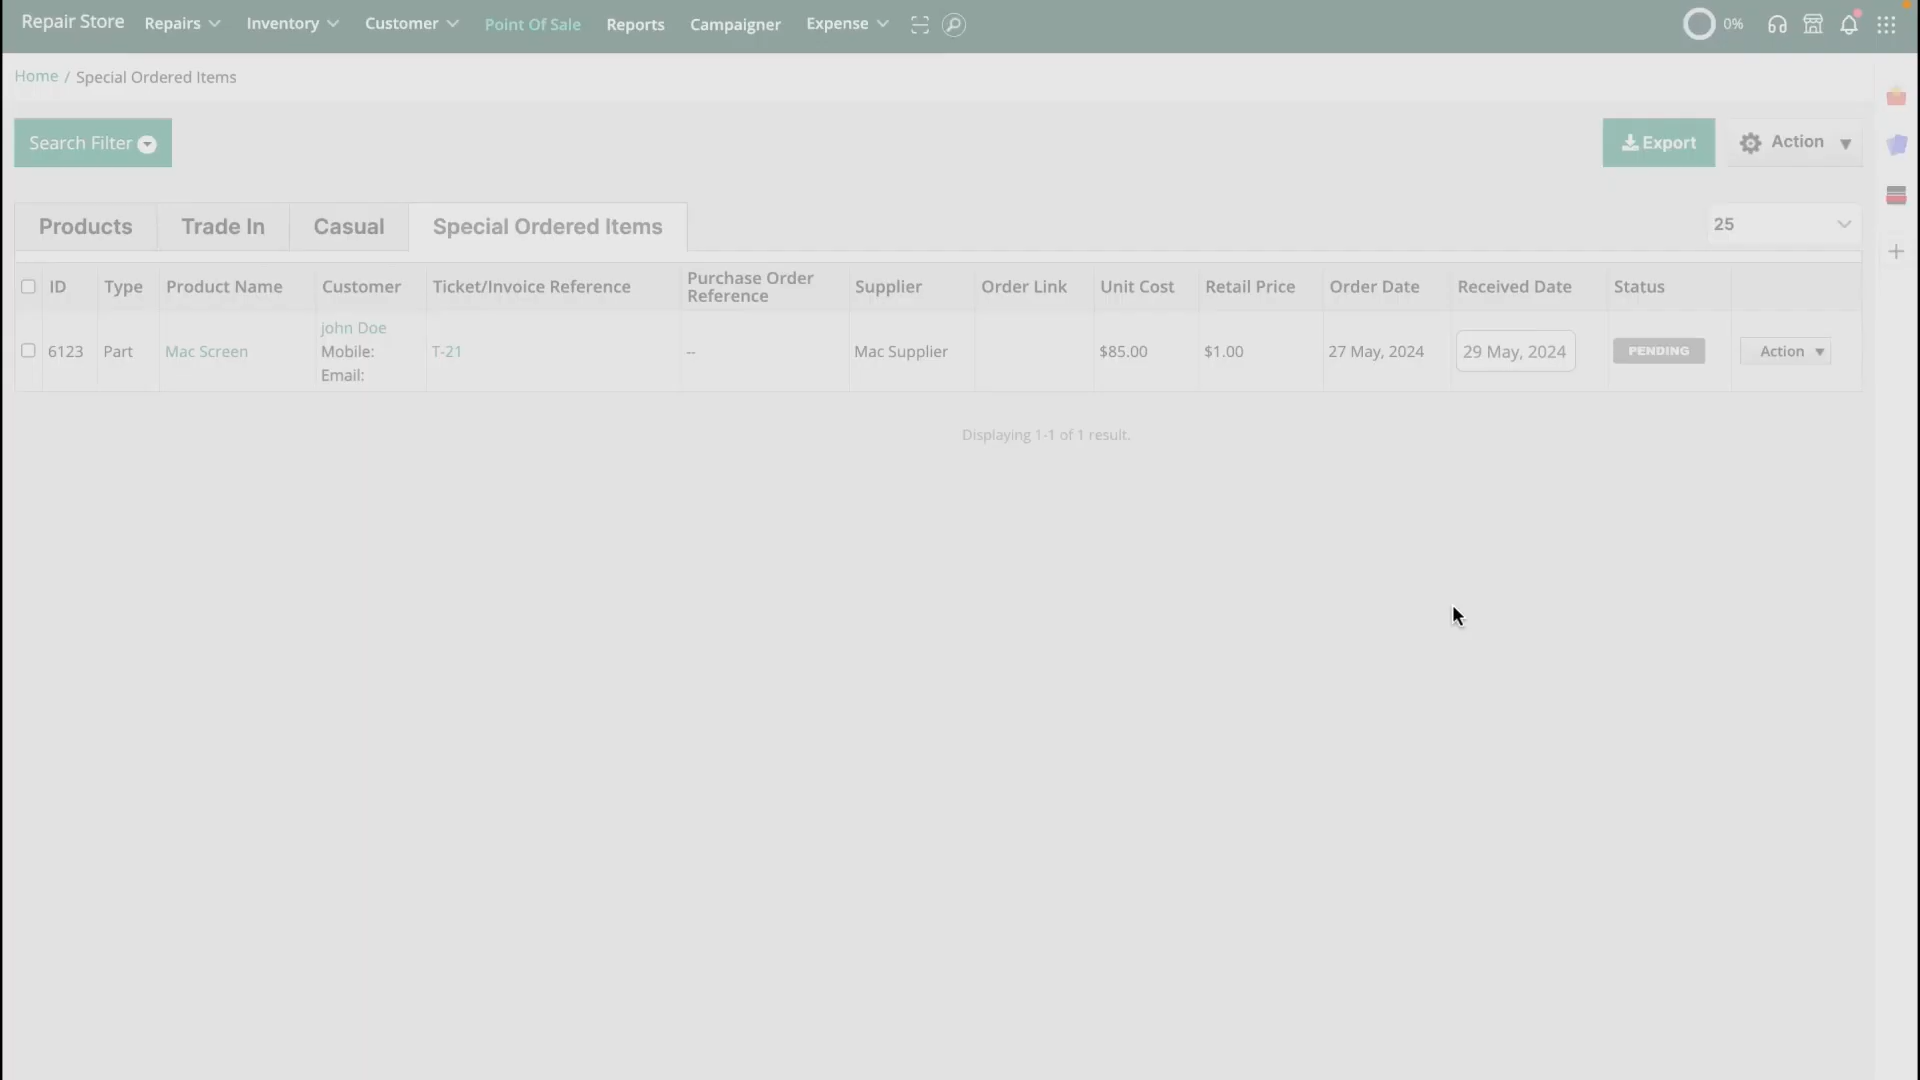 Repair Store Repairs Inventory Customer Point Of Sale Reports Campaigner Expense 0%
Home / Special Ordered Items
Search Filter Export Action
Products Trade In Casual Special Ordered Items 25
ID Type Product Name Customer Ticket/Invoice Reference Purchase Order Reference Supplier Order Link Unit Cost Retail Price Order Date Received Date Status
john Doe
6123 Part Mac Screen Mobile: T-21 -- Mac Supplier $85.00 $1.00 27 May, 2024 29 May, 2024 PENDING Action
Email:
Displaying 1-1 of 1 result.